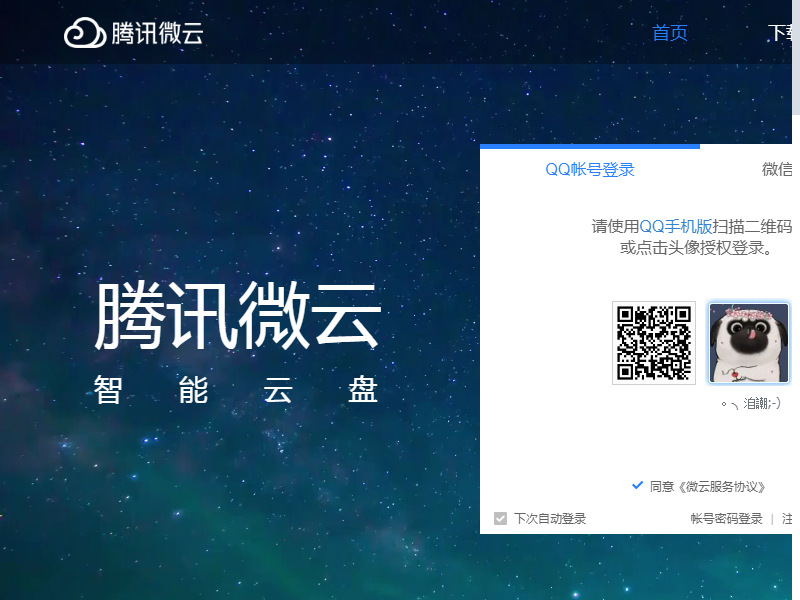 腾讯微云
首页
下载
QQ帐号登录
微信
请使用QQ手机版扫描二维码
或点击头像授权登录。
腾讯微云
智能云盘
同意《微云服务协议》
下次自动登录
帐号密码登录 | 注